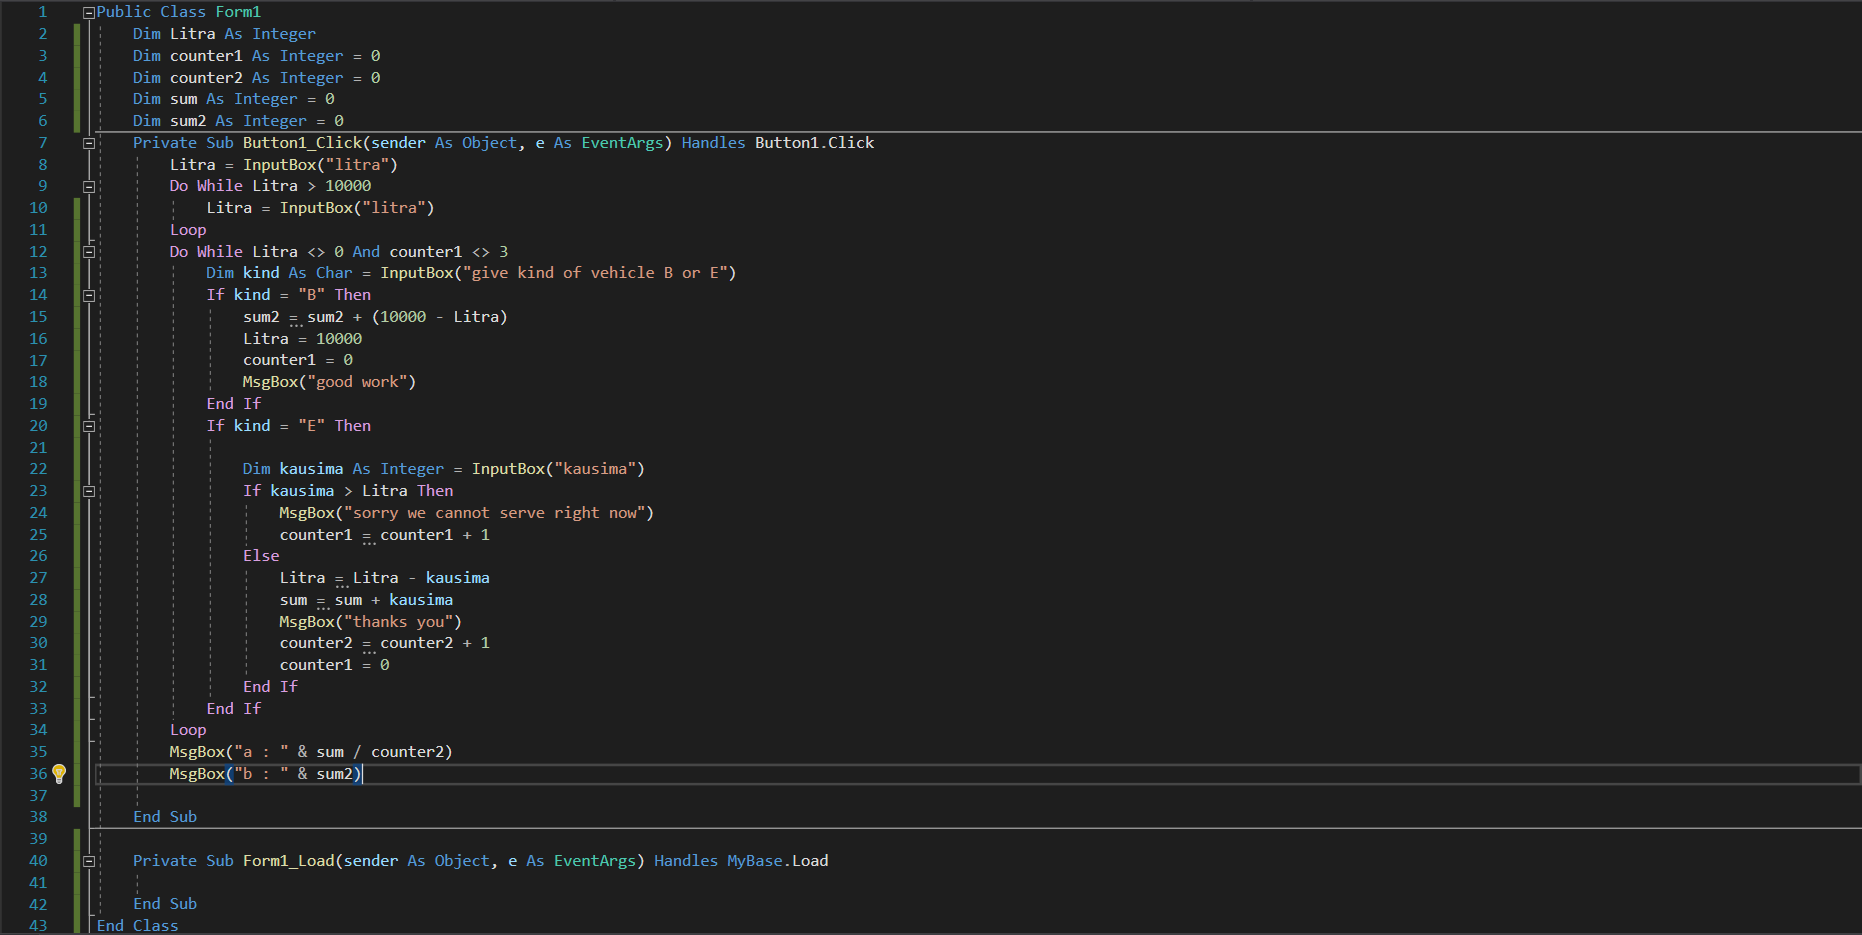 1 Public Class Form1
2 Dim Litra As Integer
3 Dim counter1 As Integer = 0
4 Dim counter2 As Integer = 0
5 Dim sum As Integer = 0
6 Dim sum2 As Integer = 0
7 Private Sub Button1_Click(sender As Object, e As EventArgs) Handles Button1.Click
8 Litra = InputBox("litra")
9 Do While Litra > 10000
10 Litra = InputBox("litra")
11 Loop
12 Do While Litra <> 0 And counter1 <> 3
13 Dim kind As Char = InputBox("give kind of vehicle B or E")
14 If kind = "B" Then
15 sum2 = sum2 + (10000 - Litra)
16 Litra = 10000
17 counter1 = 0
18 MsgBox("good work")
19 End If
20 If kind = "E" Then
21
22 Dim kausima As Integer = InputBox("kausima")
23 If kausima > Litra Then
24 MsgBox("sorry we cannot serve right now")
25 counter1 = counter1 + 1
26 Else
27 Litra = Litra - kausima
28 sum = sum + kausima
29 MsgBox("thanks you")
30 counter2 = counter2 + 1
31 counter1 = 0
32 End If
33 End If
34 Loop
35 MsgBox("a : " & sum / counter2)
36 MsgBox("b : " & sum2)
37
38 End Sub
39
40 Private Sub Form1_Load(sender As Object, e As EventArgs) Handles MyBase.Load
41
42 End Sub
43 End Class